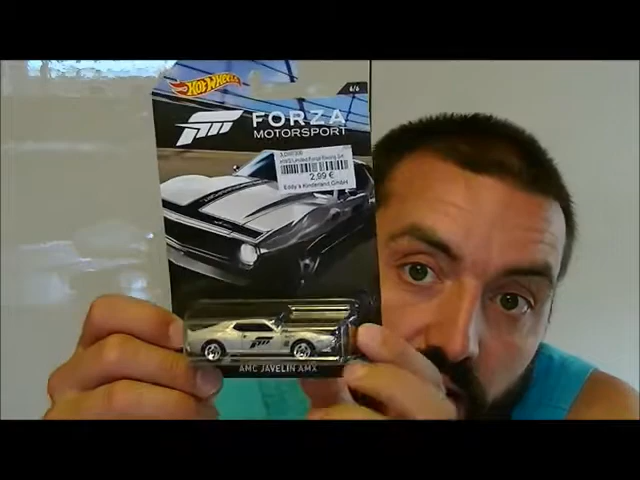 Hot Wheels
6/6
FORZA
MOTORSPORT
2,99 €
Eddy's Kinderland GmbH
AMC JAVELIN AMX